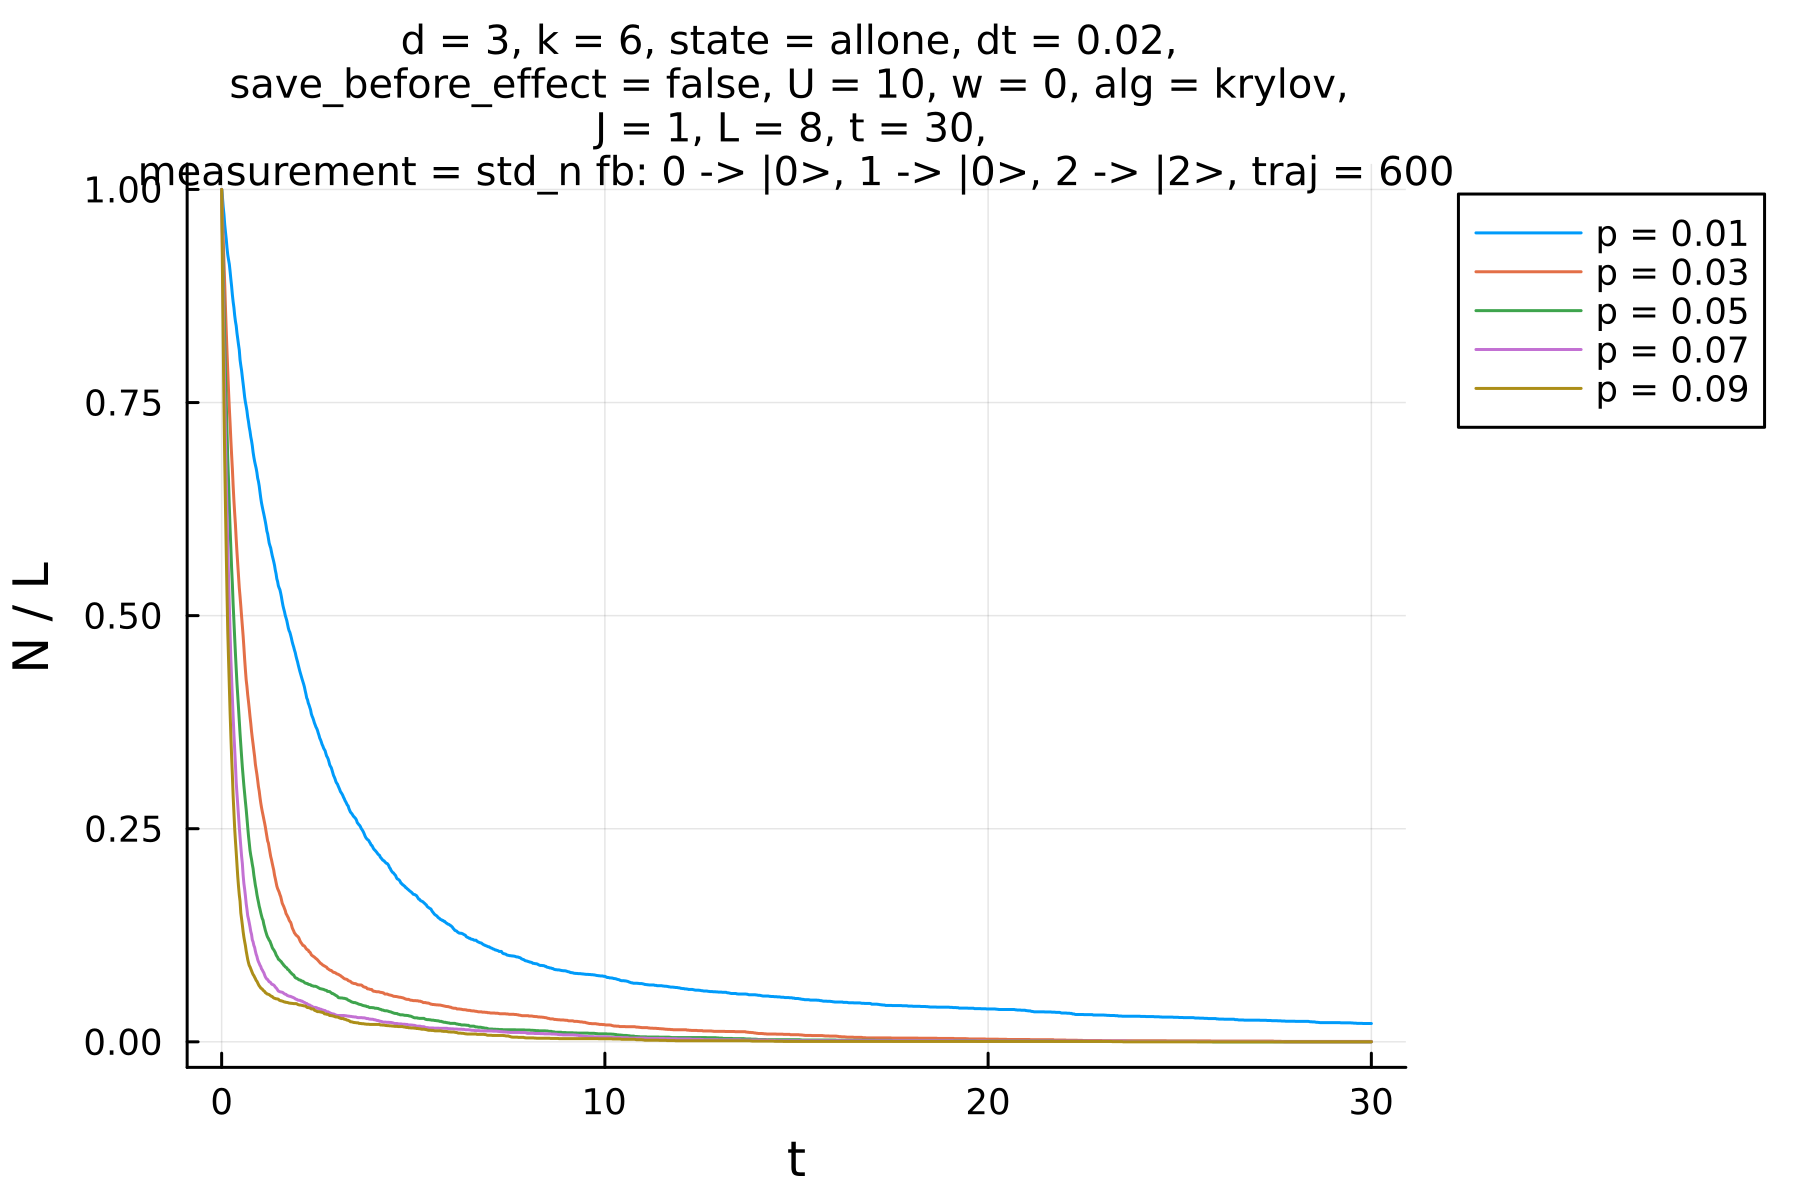 d = 3, k = 6, state = allone, dt = 0.02,
save_before_effect = false, U = 10, w = 0, alg = krylov,
J = 1, L = 8, t = 30,
measurement = std_n fb: 0 -> |0>, 1 -> |0>, 2 -> |2>, traj = 600
1.00
0.75
0.50
0.25
0.00
N / L
0 10 20 30
t
p = 0.01
p = 0.03
p = 0.05
p = 0.07
p = 0.09